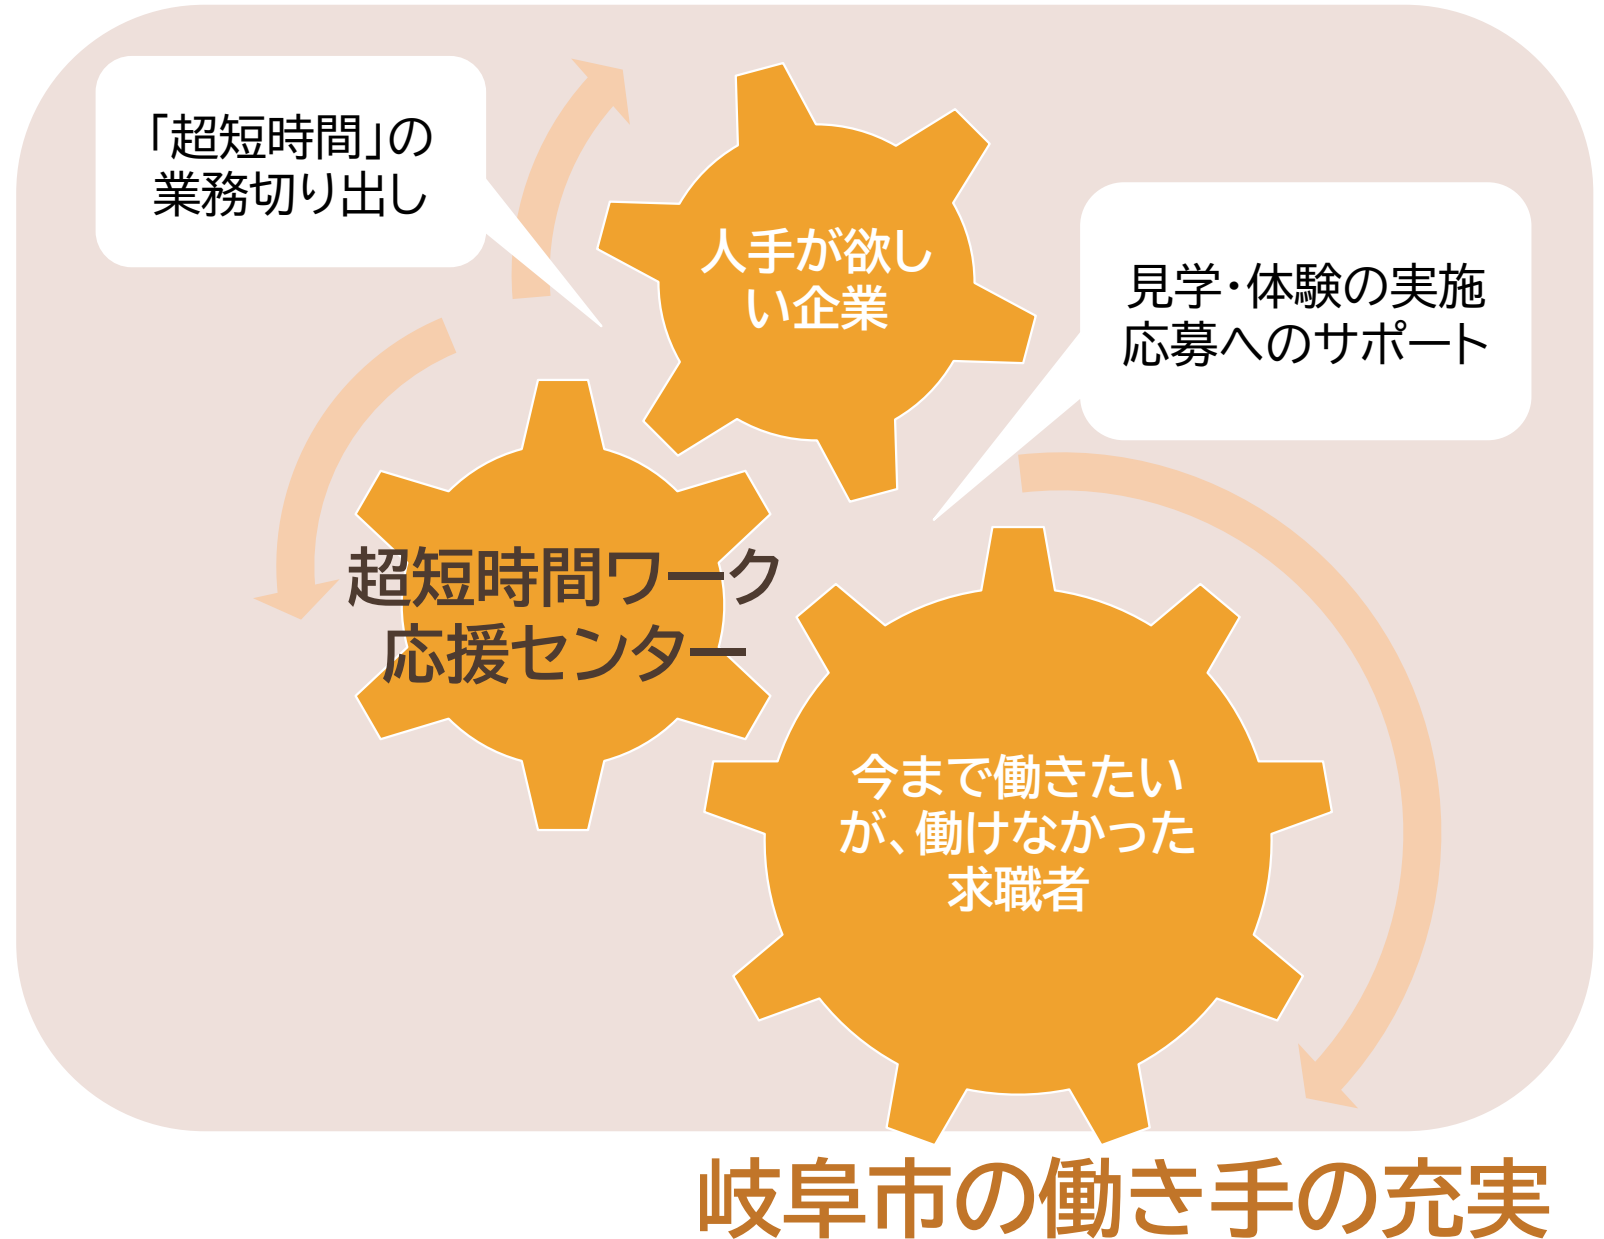 「超短時間」の
業務切り出し
人手が欲し
い企業
見学・体験の実施
応募へのサポート
超短時間ワーク
応援センター
今まで働きたい
が、働けなかった
求職者
岐阜市の働き手の充実